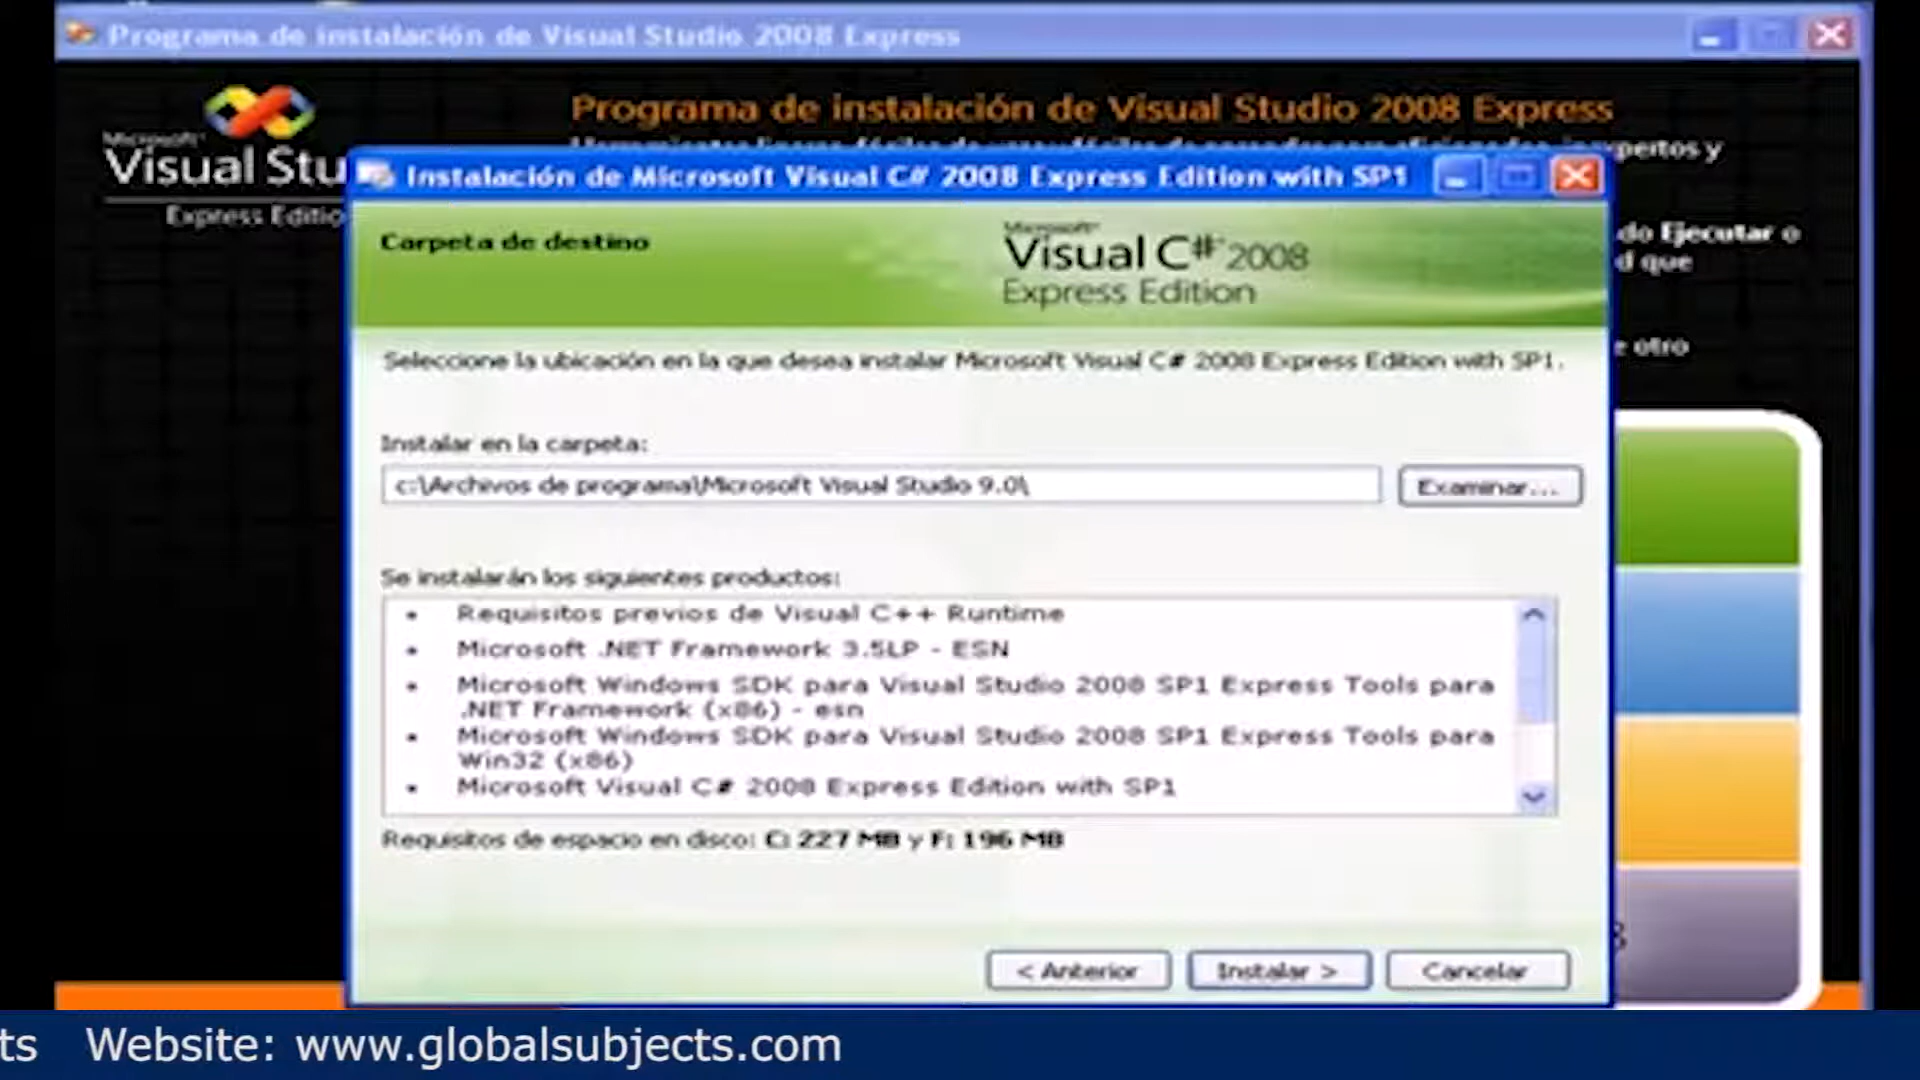 Programa de instalación de Visual Studio 2008 Express
Microsoft
Visual Stu
Express Editio
Programa de instalación de Visual Studio 2008 Express
xpertos y
do Ejecutar o
d que
e otro
Instalación de Microsoft Visual C# 2008 Express Edition with SP1
Carpeta de destino
Microsoft
Visual C# 2008
Express Edition
Seleccione la ubicación en la que desea instalar Microsoft Visual C# 2008 Express Edition with SP1.
Instalar en la carpeta:
c:\Archivos de programa\Microsoft Visual Studio 9.0\
Examinar...
Se instalarán los siguientes productos:
• Requisitos previos de Visual C++ Runtime
• Microsoft .NET Framework 3.5LP - ESN
• Microsoft Windows SDK para Visual Studio 2008 SP1 Express Tools para
.NET Framework (x86) - esn
• Microsoft Windows SDK para Visual Studio 2008 SP1 Express Tools para
Win32 (x86)
• Microsoft Visual C# 2008 Express Edition with SP1
Requisitos de espacio en disco: C: 227 MB y F: 196 MB
< Anterior
Instalar >
Cancelar
ts Website: www.globalsubjects.com